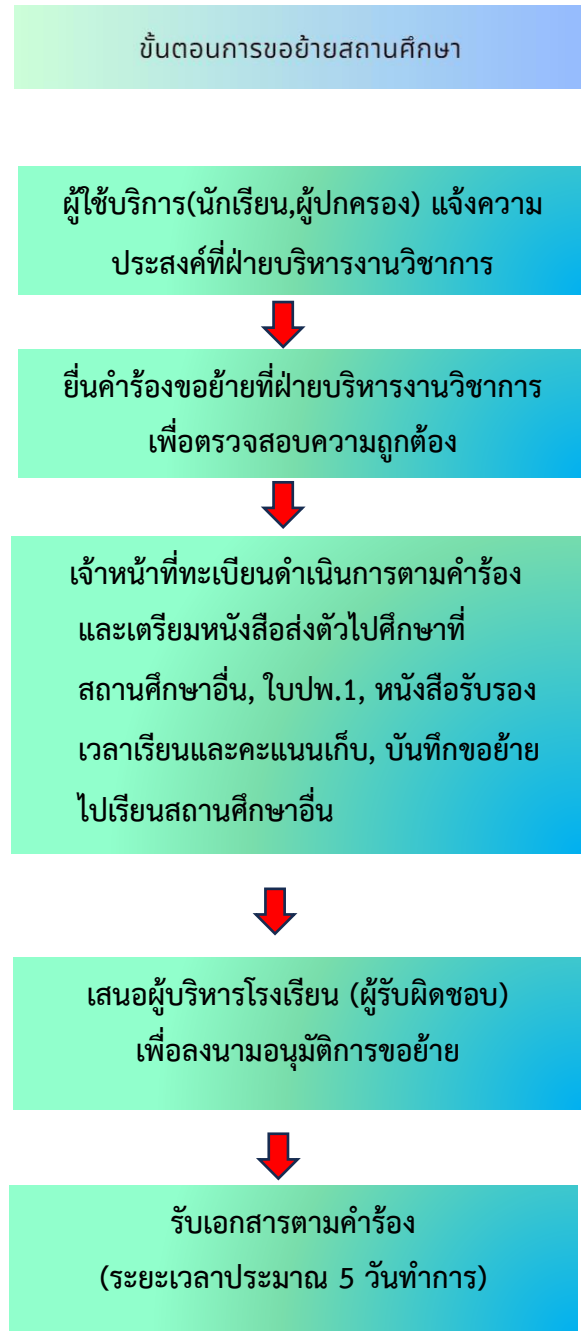 ขั้นตอนการขอย้ายสถานศึกษา
ผู้ใช้บริการ(นักเรียน,ผู้ปกครอง) แจ้งความ
ประสงค์ที่ฝ่ายบริหารงานวิชาการ
ยื่นคำร้องขอย้ายที่ฝ่ายบริหารงานวิชาการ
เพื่อตรวจสอบความถูกต้อง
เจ้าหน้าที่ทะเบียนดำเนินการตามคำร้อง
และเตรียมหนังสือส่งตัวไปศึกษาที่
สถานศึกษาอื่น, ใบปพ.1, หนังสือรับรอง
เวลาเรียนและคะแนนเก็บ, บันทึกขอย้าย
ไปเรียนสถานศึกษาอื่น
เสนอผู้บริหารโรงเรียน (ผู้รับผิดชอบ)
เพื่อลงนามอนุมัติการขอย้าย
รับเอกสารตามคำร้อง
(ระยะเวลาประมาณ 5 วันทำการ)